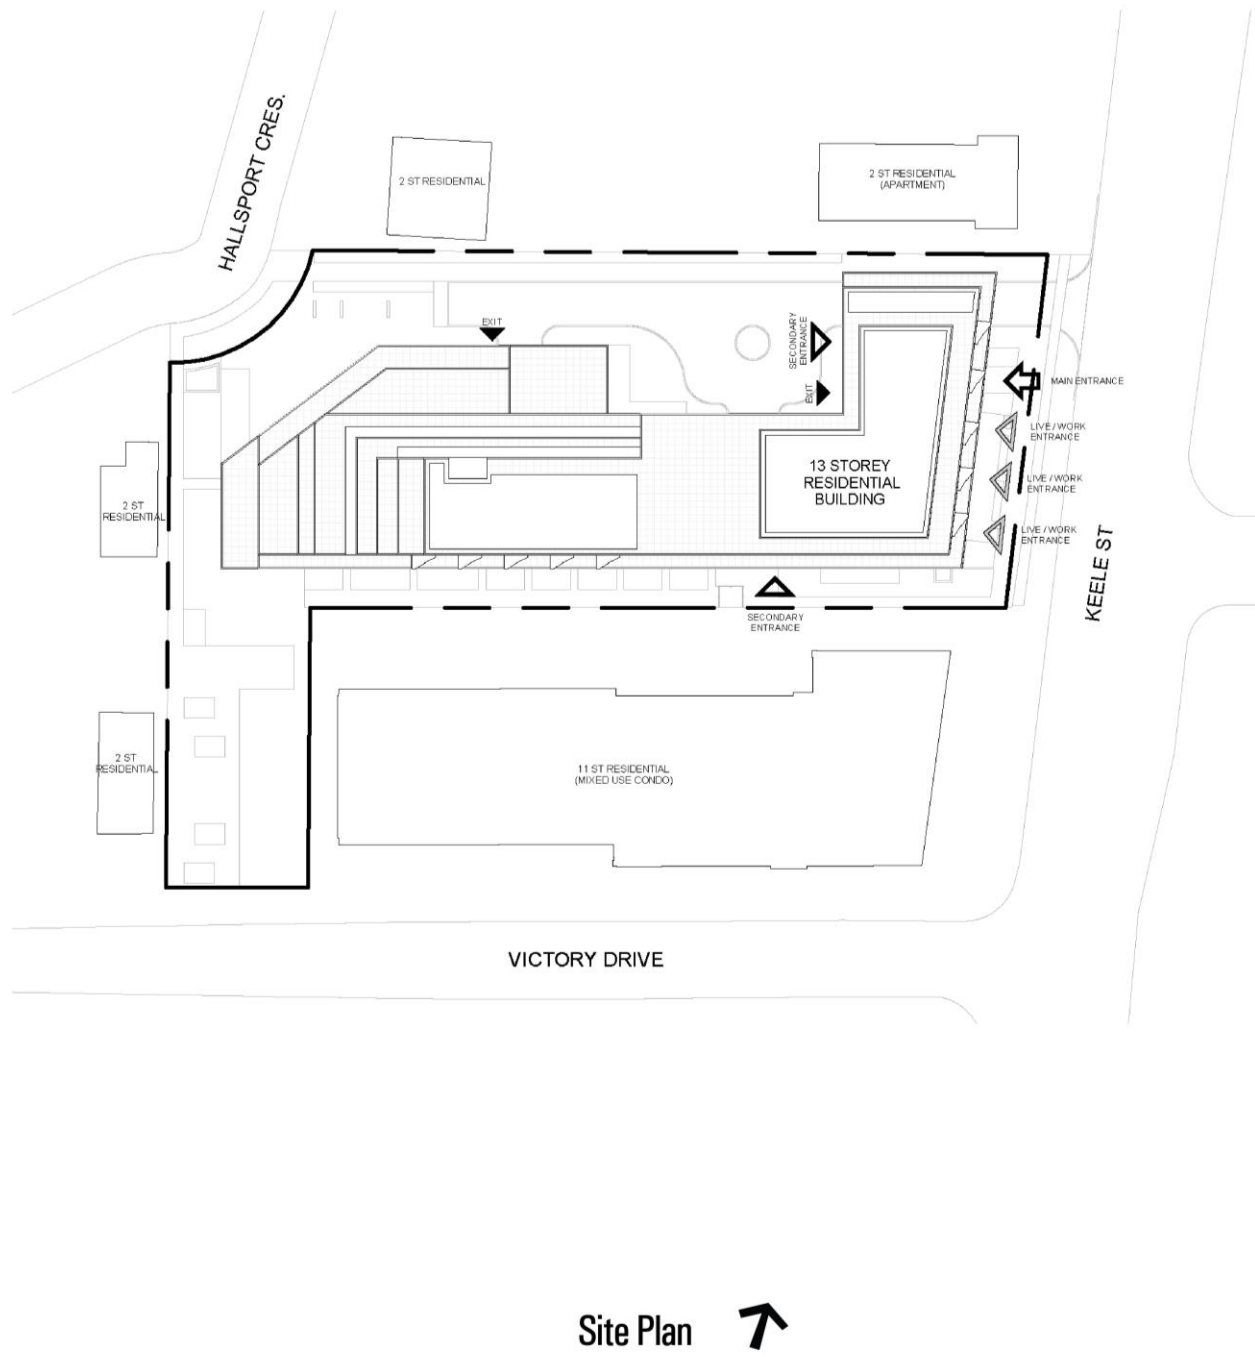 HALLSPORT CRES.
2 ST RESIDENTIAL
2 ST RESIDENTIAL
(APARTMENT)
EXIT
SECONDARY
ENTRANCE
EXIT
MAIN ENTRANCE
LIVE / WORK
ENTRANCE
13 STOREY
RESIDENTIAL
BUILDING
LIVE / WORK
ENTRANCE
2 ST
RESIDENTIAL
LIVE / WORK
ENTRANCE
KEELE ST
SECONDARY
ENTRANCE
2 ST
RESIDENTIAL
11 ST RESIDENTIAL
(MIXED USE CONDO)
VICTORY DRIVE
Site Plan